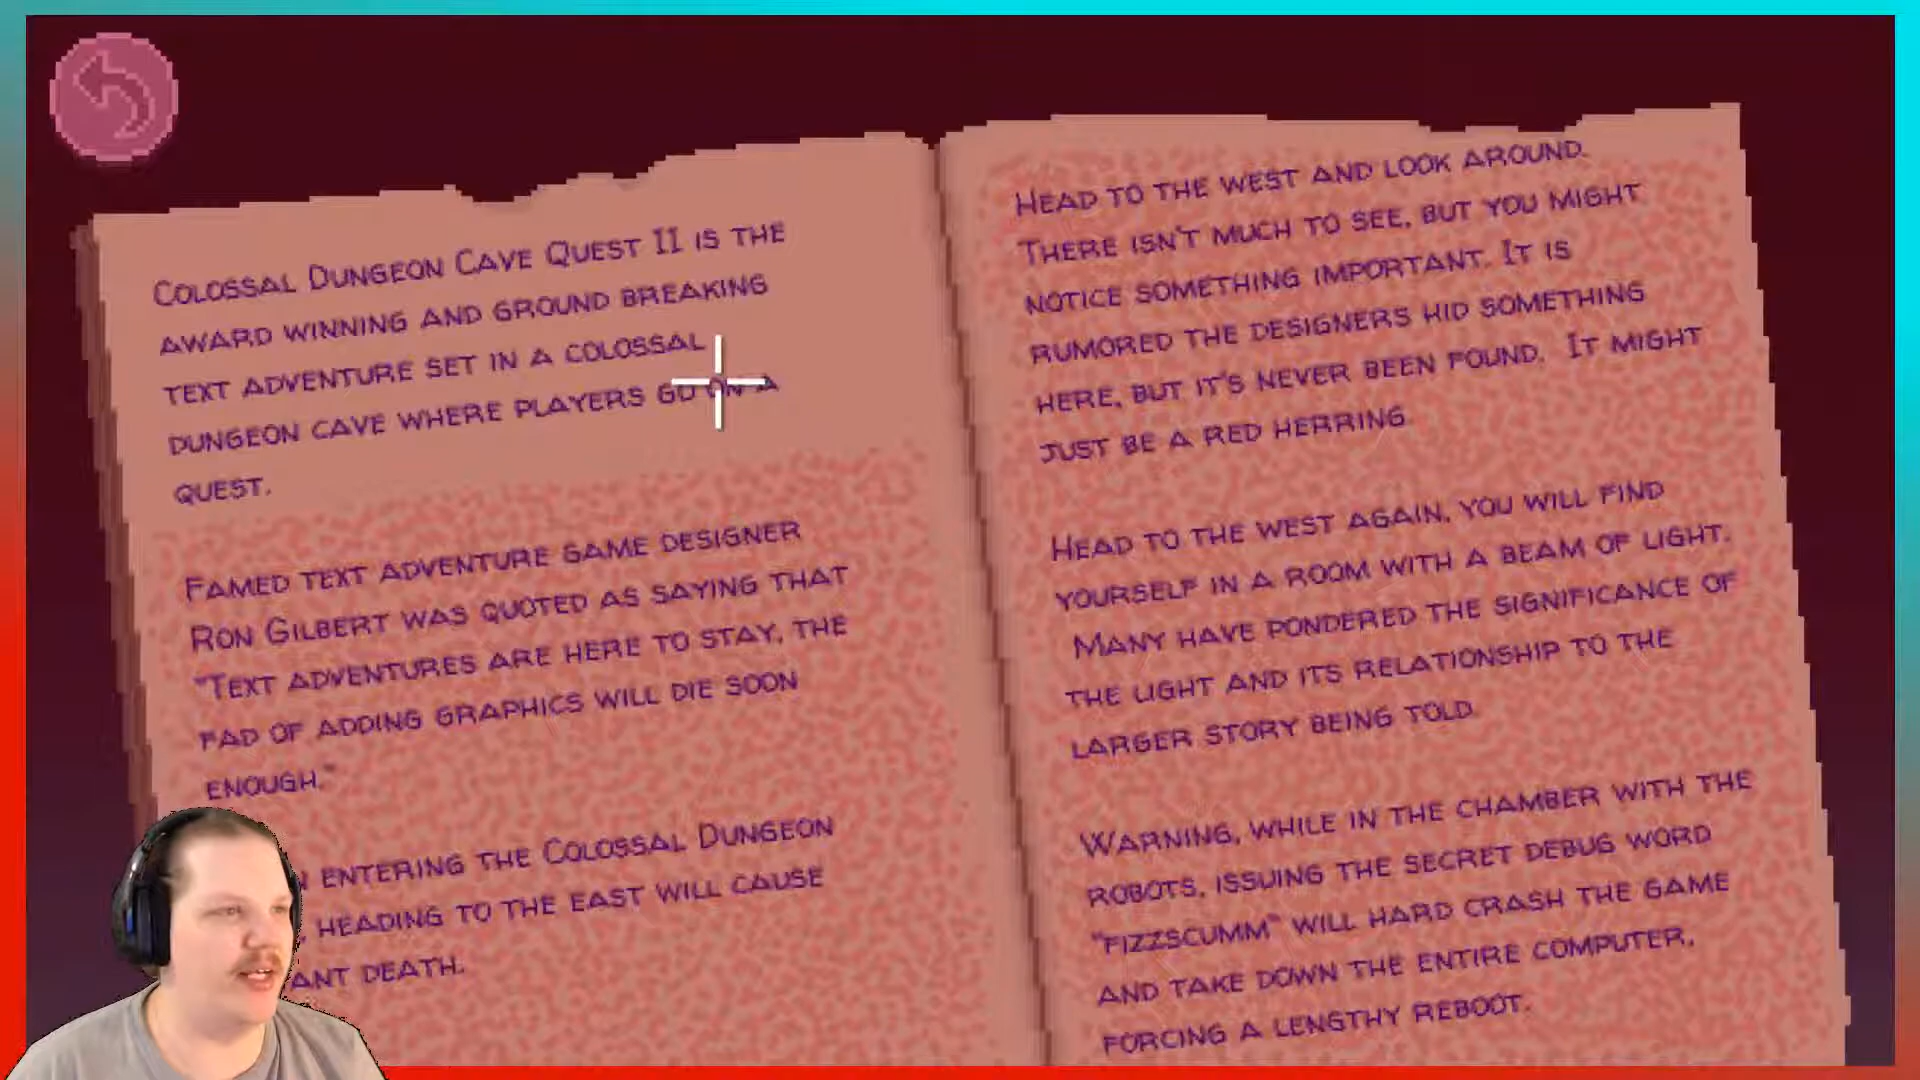 Colossal Dungeon Cave Quest II is the
award winning and ground breaking
text adventure set in a colossal
dungeon cave where players go on a
quest.
Famed text adventure game designer
Ron Gilbert was quoted as saying that
"Text adventures are here to stay, the
fad of adding graphics will die soon
enough."
entering the Colossal Dungeon
, heading to the east will cause
death.
Head to the west and look around.
There isn't much to see, but you might
notice something important. It is
rumored the designers hid something
here, but it's never been found. It might
just be a red herring.
Head to the west again, you will find
yourself in a room with a beam of light.
Many have pondered the significance of
the light and its relationship to the
larger story being told.
Warning, while in the chamber with the
robots, issuing the secret debug word
"fizzscumm" will hard crash the game
and take down the entire computer,
forcing a lengthy reboot.